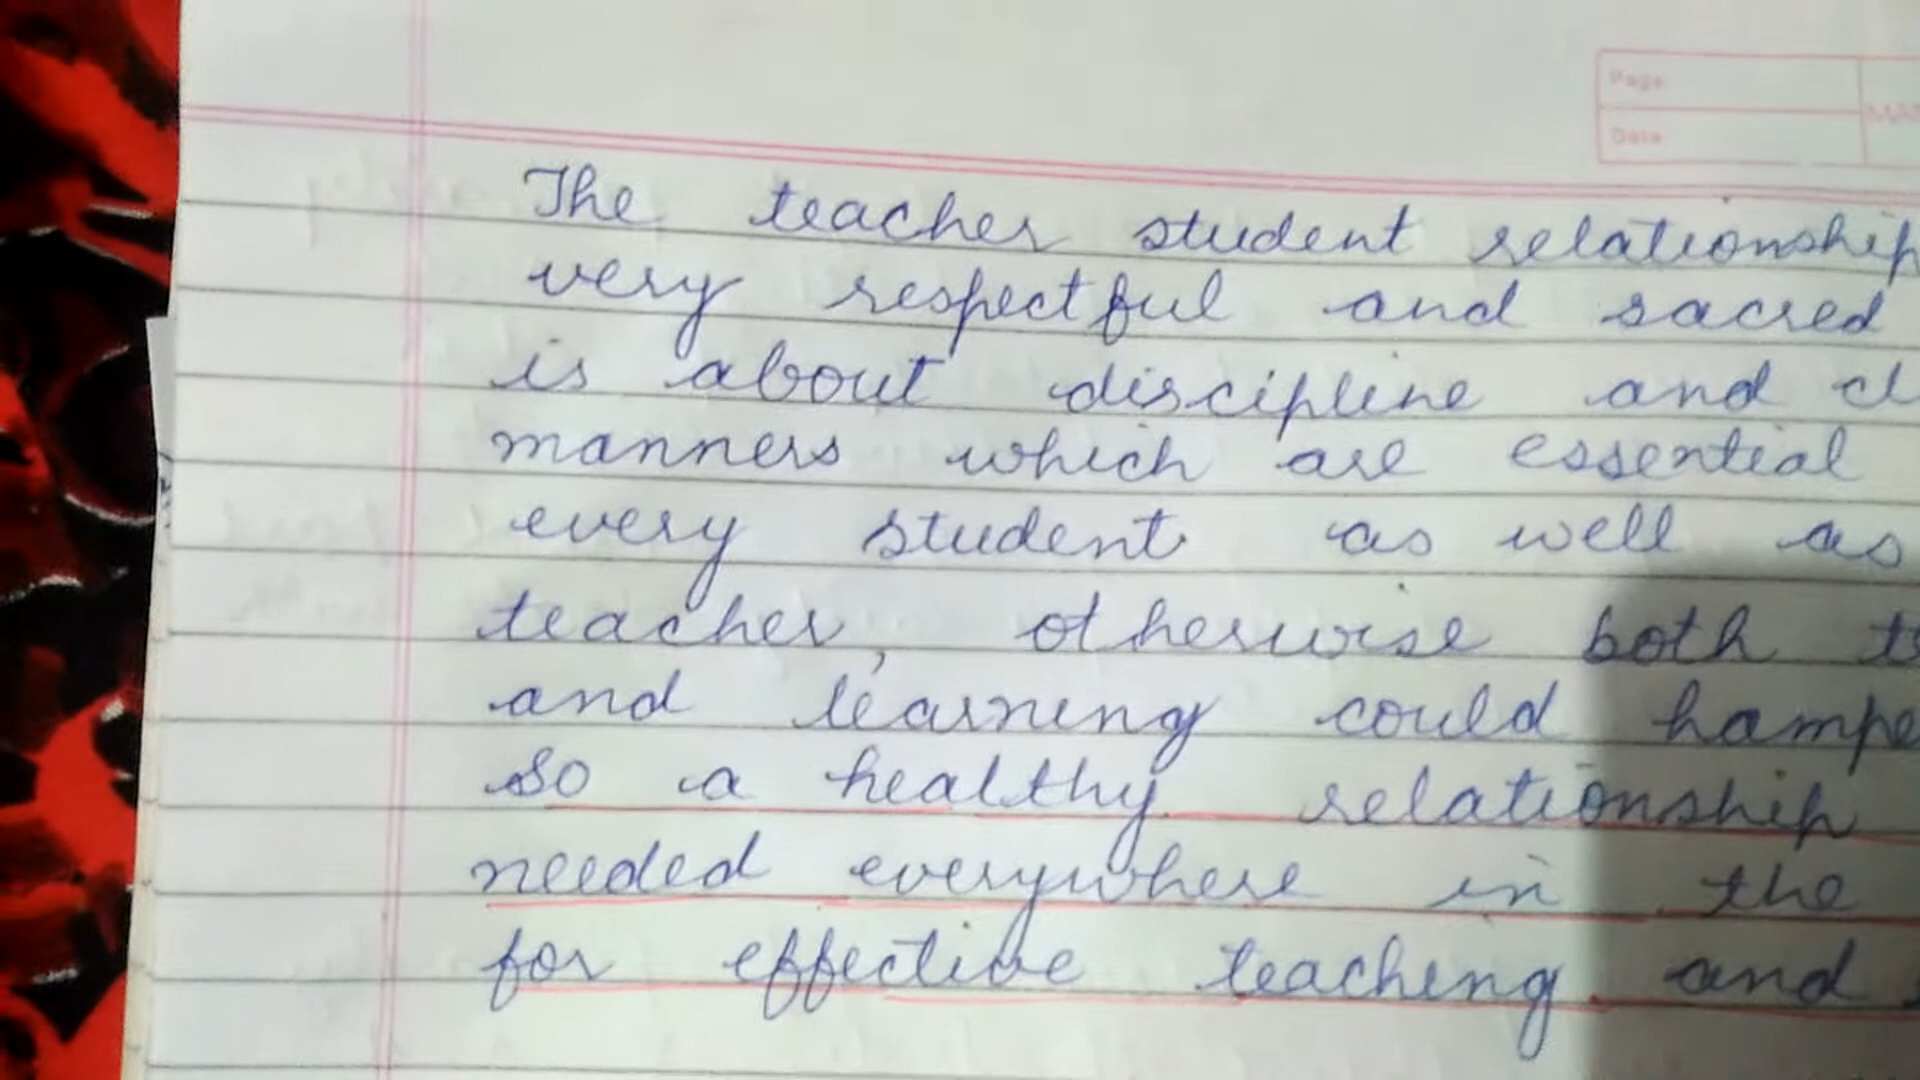 Page
Date
The teacher student relationship
very respectful and sacred
is about discipline and
manners which are essential
every student as well as
teacher, otherwise both
and learning could
so a healthy relationship
needed everywhere in the
for effective teaching and